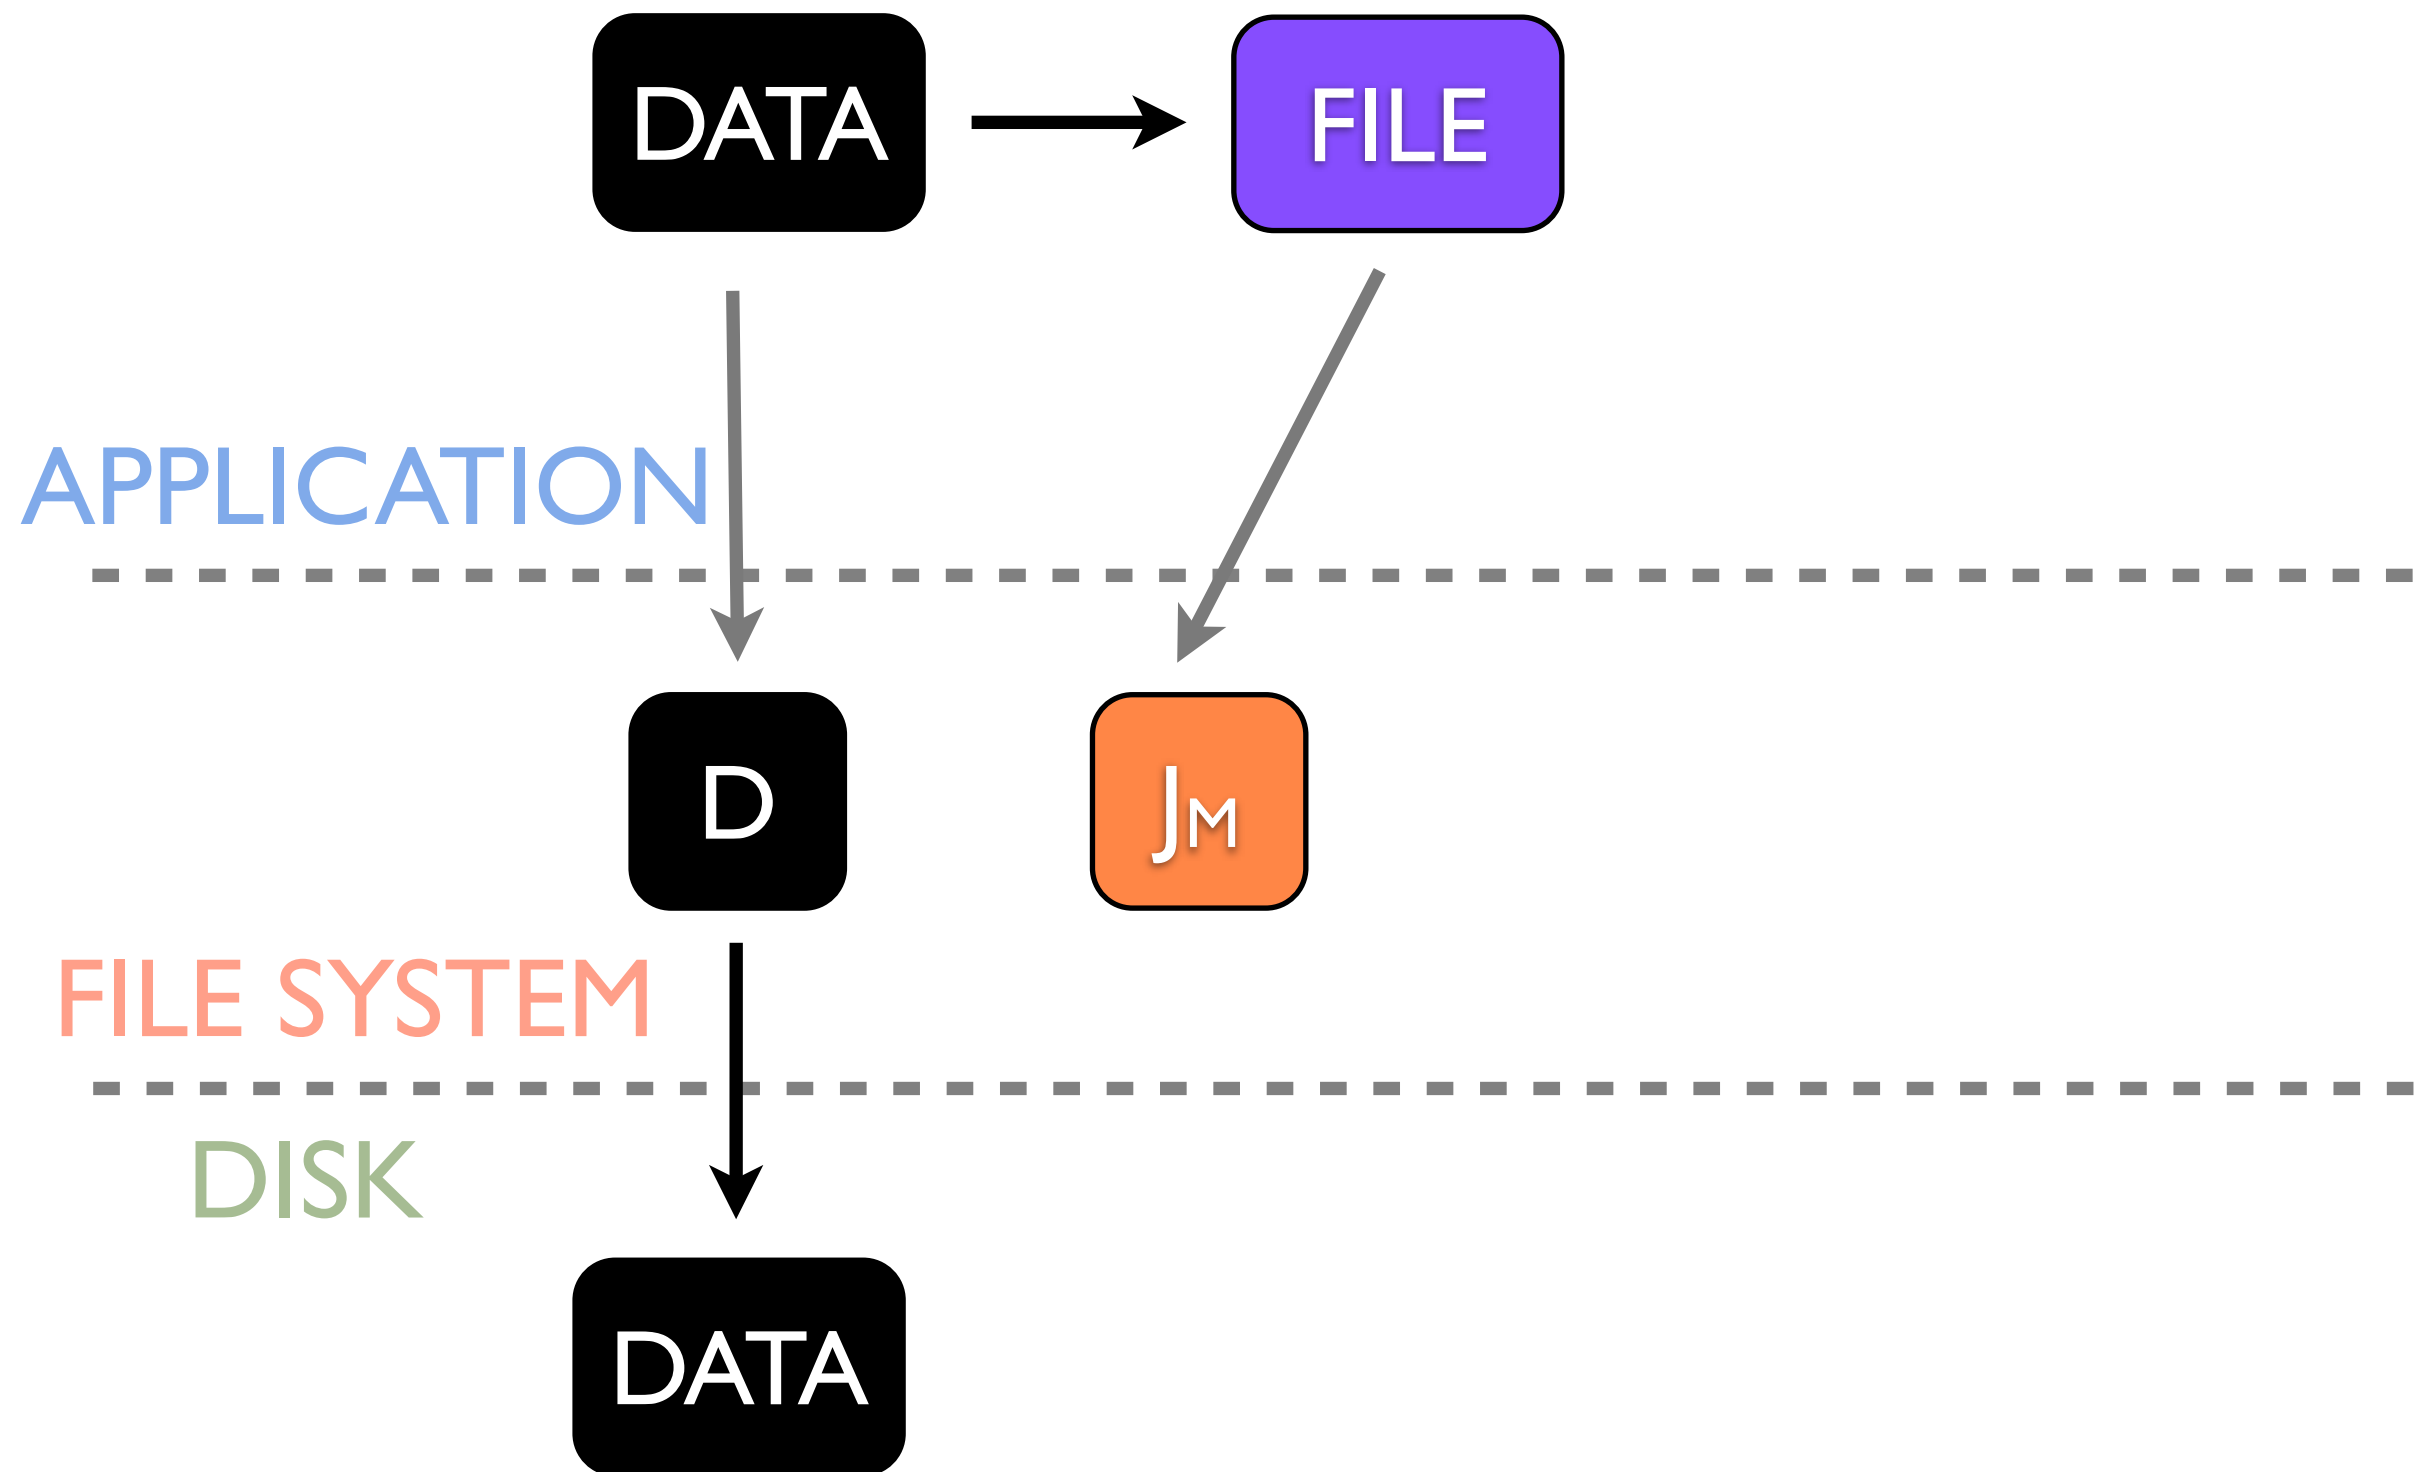 DATA
FILE
APPLICATION
D
JM
FILE SYSTEM
DISK
DATA